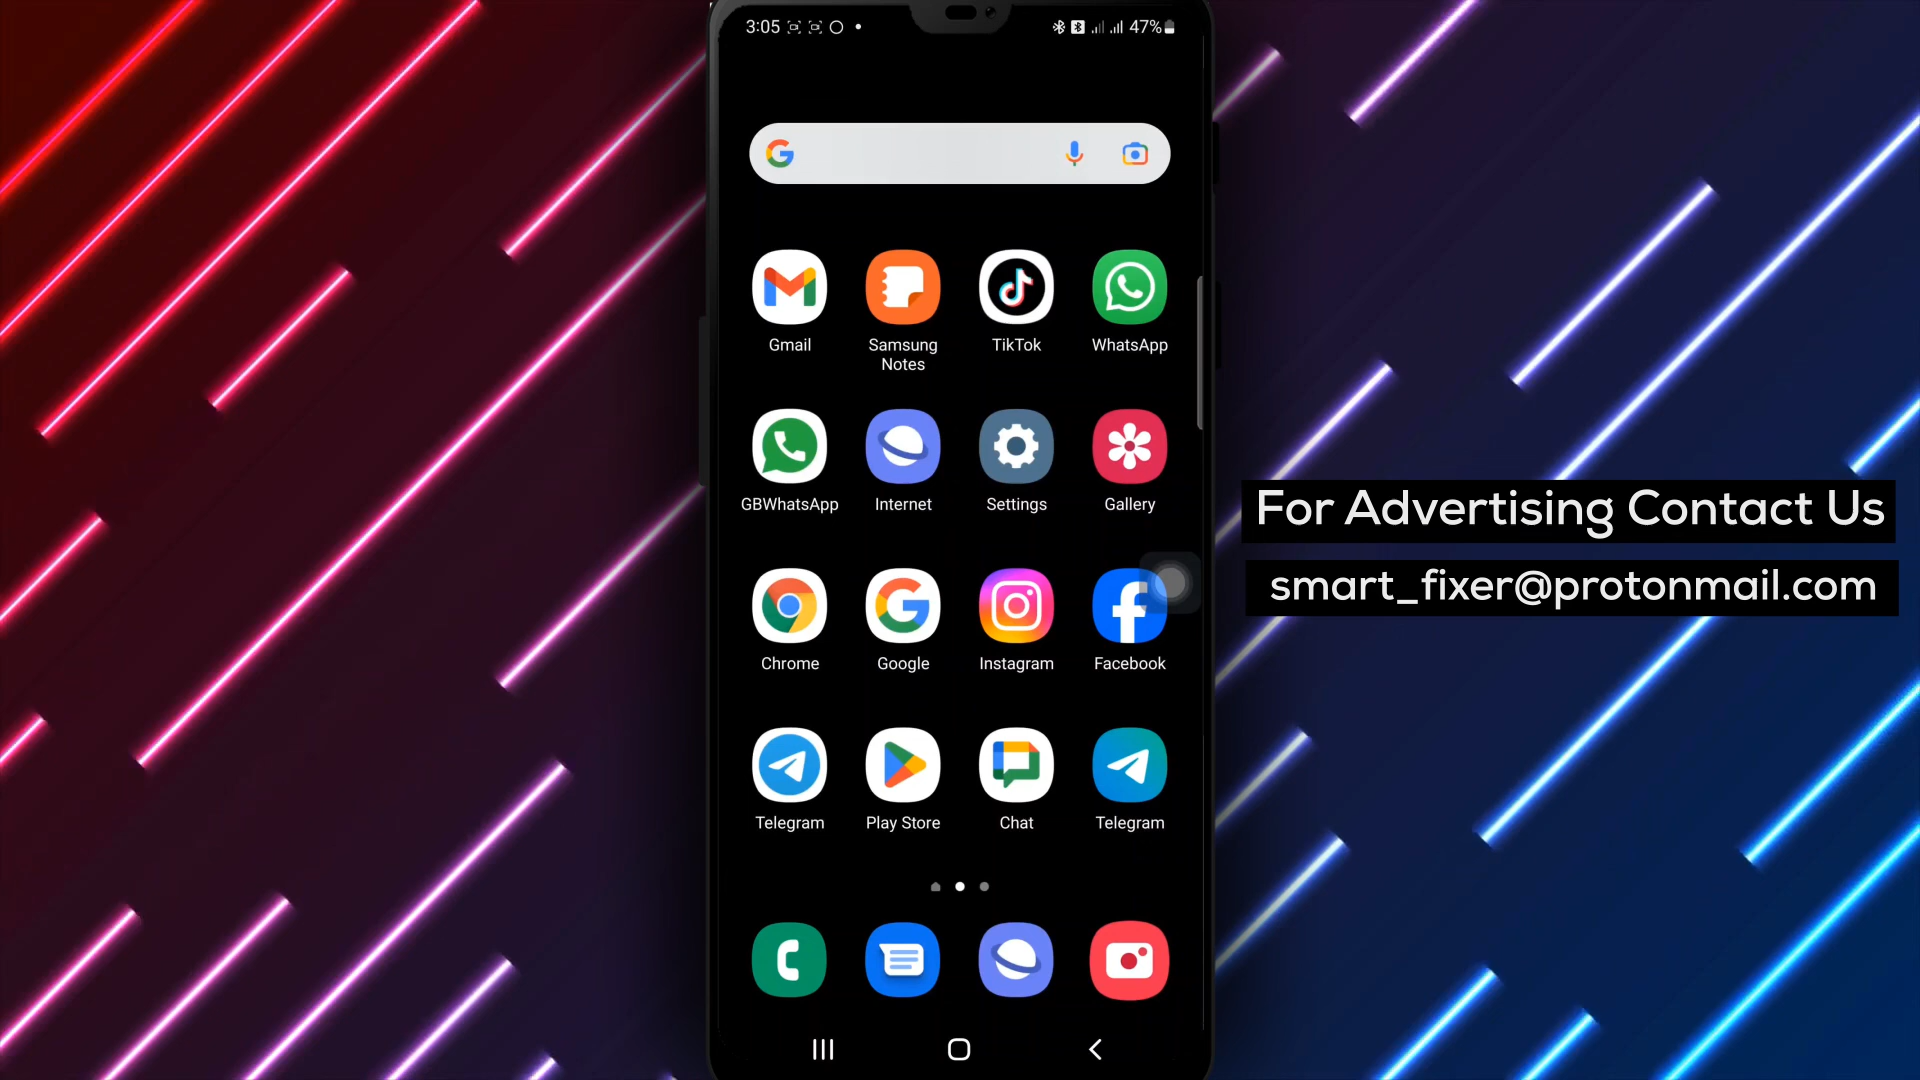 3:05
47%
Gmail
Samsung
Notes
TikTok
WhatsApp
GBWhatsApp
Internet
Settings
Gallery
Chrome
Google
Instagram
Facebook
Telegram
Play Store
Chat
Telegram
For Advertising Contact Us
smart_fixer@protonmail.com